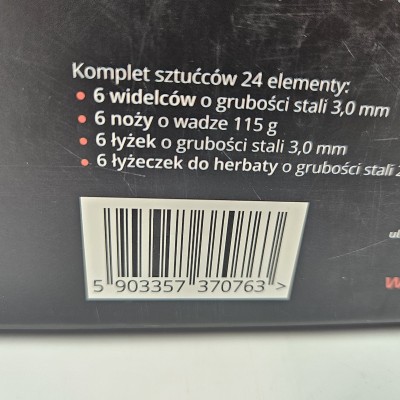 Komplet sztućców 24 elementy:
• 6 widelców o grubości stali 3,0 mm
• 6 noży o wadze 115 g
• 6 łyżek o grubości stali 3,0 mm
• 6 łyżeczek do herbaty o grubości stali
ul
5 903357 370763 >